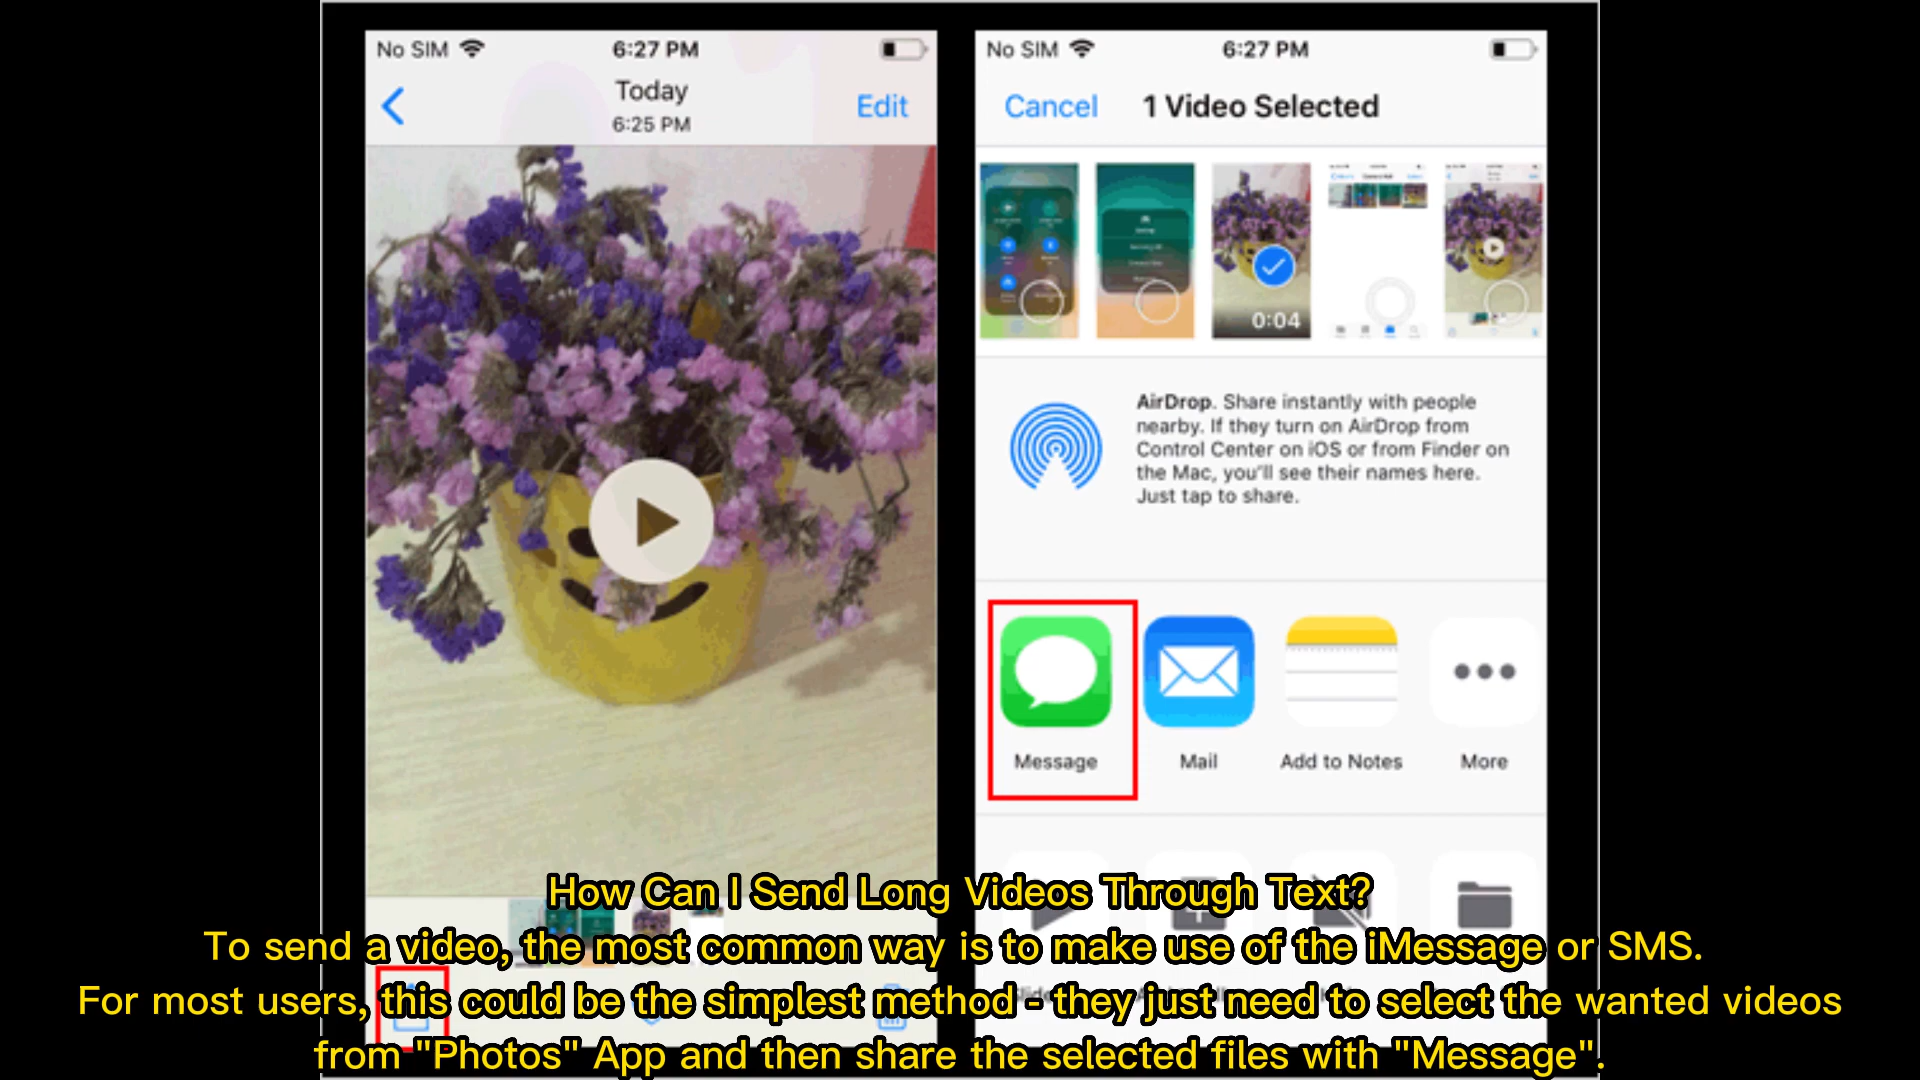 No SIM
6:27 PM
Today
6:25 PM
Edit
No SIM
6:27 PM
Cancel
1 Video Selected
0:04
AirDrop. Share instantly with people
nearby. If they turn on AirDrop from
Control Center on iOS or from Finder on
the Mac, you'll see their names here.
Just tap to share.
Message
Mail
Add to Notes
More
How Can I Send Long Videos Through Text?
To send a video, the most common way is to make use of the iMessage or SMS.
For most users, this could be the simplest method - they just need to select the wanted videos
from "Photos" App and then share the selected files with "Message".